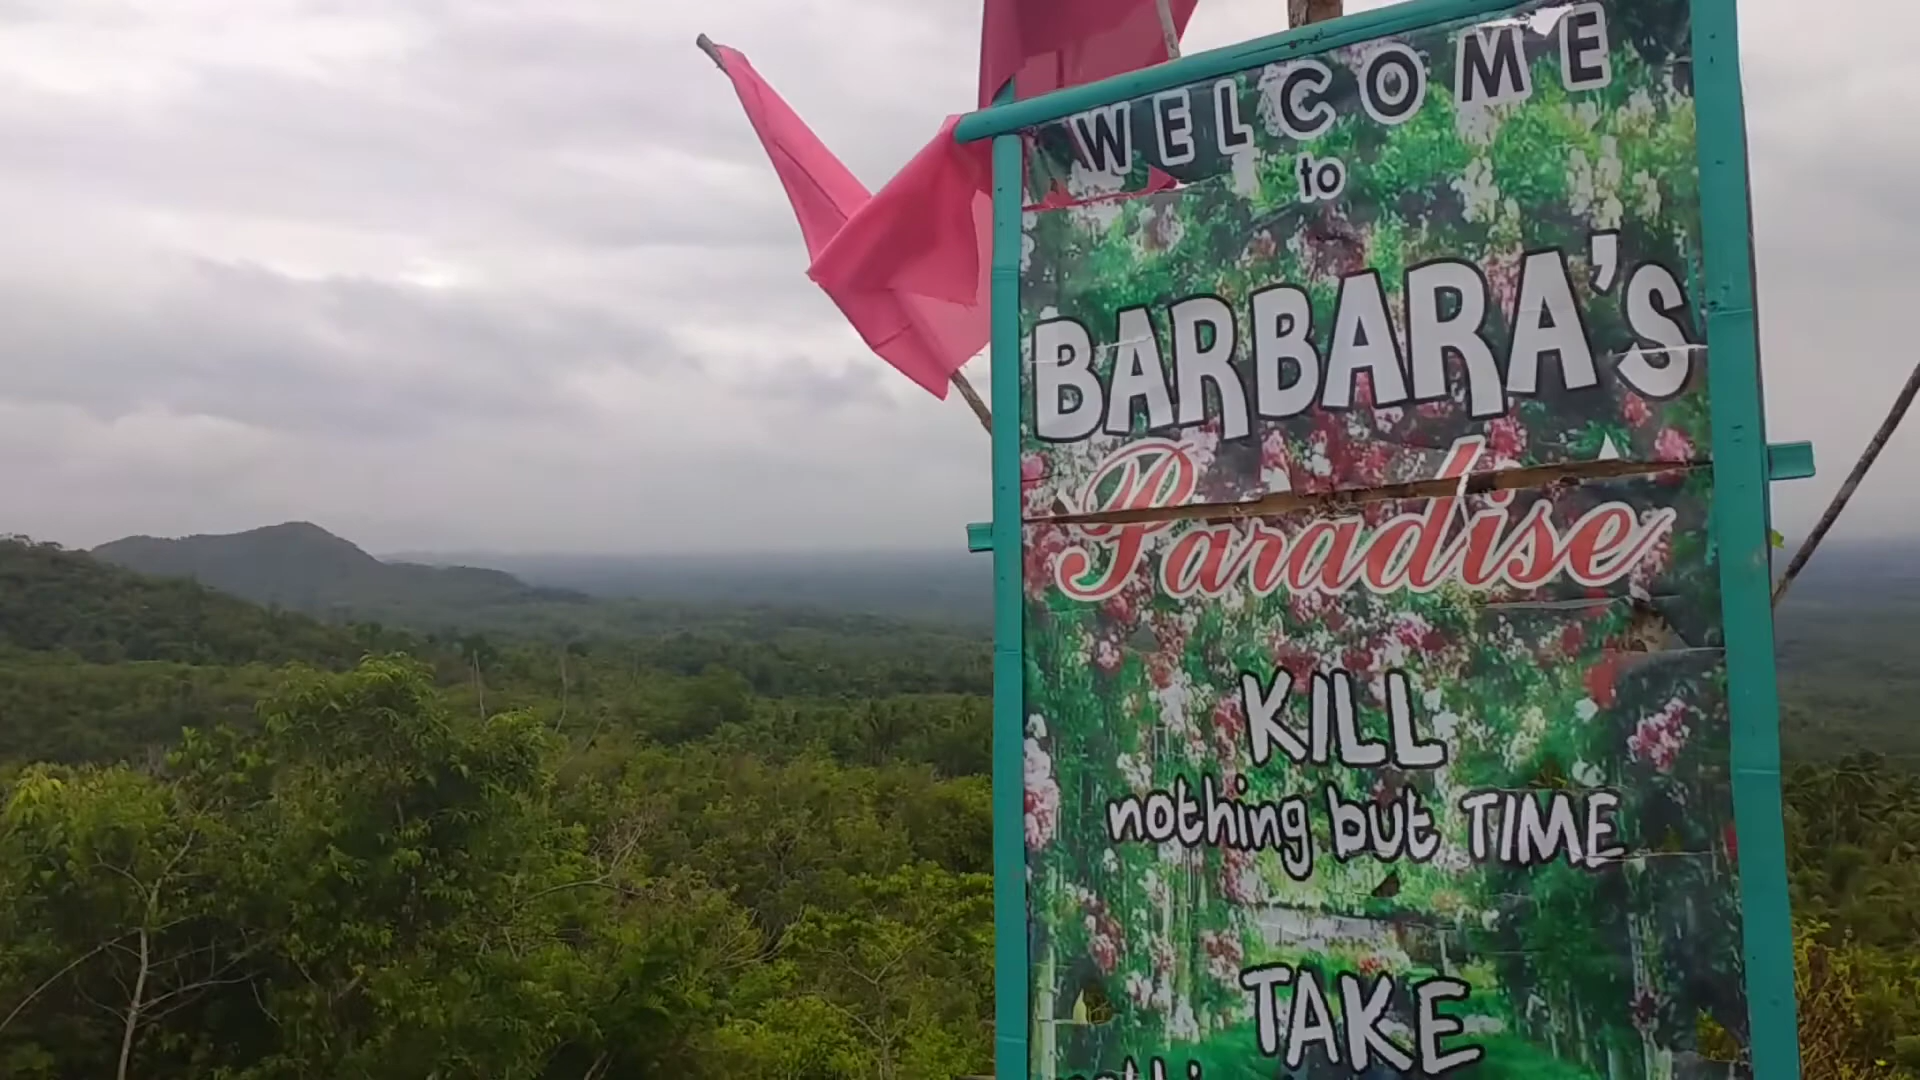 WELCOME
to
BARBARA'S
Paradise
KILL
nothing but TIME
TAKE